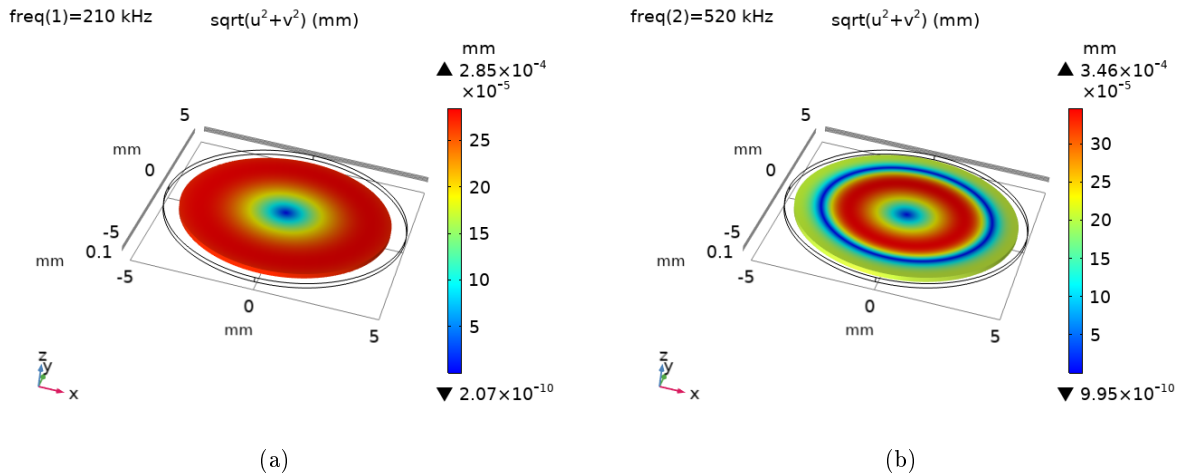 freq(1)=210 kHz
sqrt(u²+v²) (mm)
mm
▲ 2.85×10⁻⁴
×10⁻⁵
25
20
15
10
5
▼ 2.07×10⁻¹⁰
5
mm
0
-5
0.1
mm
-5
0
mm
5
z
y
x
(a)
freq(2)=520 kHz
sqrt(u²+v²) (mm)
mm
▲ 3.46×10⁻⁴
×10⁻⁵
30
25
20
15
10
5
▼ 9.95×10⁻¹⁰
5
mm
0
-5
0.1
mm
-5
0
mm
5
z
y
x
(b)